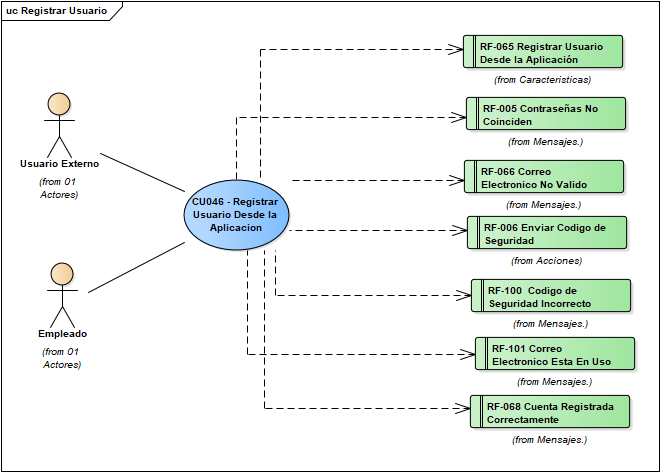 uc Registrar Usuario
Usuario Externo
(from 01
Actores)
Empleado
(from 01
Actores)
CU046 - Registrar
Usuario Desde la
Aplicacion
RF-065 Registrar Usuario
Desde la Aplicación
(from Caracteristicas)
RF-005 Contraseñas No
Coinciden
(from Mensajes.)
RF-066 Correo
Electronico No Valido
(from Mensajes.)
RF-006 Enviar Codigo de
Seguridad
(from Acciones)
RF-100 Codigo de
Seguridad Incorrecto
(from Mensajes.)
RF-101 Correo
Electronico Esta En Uso
(from Mensajes.)
RF-068 Cuenta Registrada
Correctamente
(from Mensajes.)